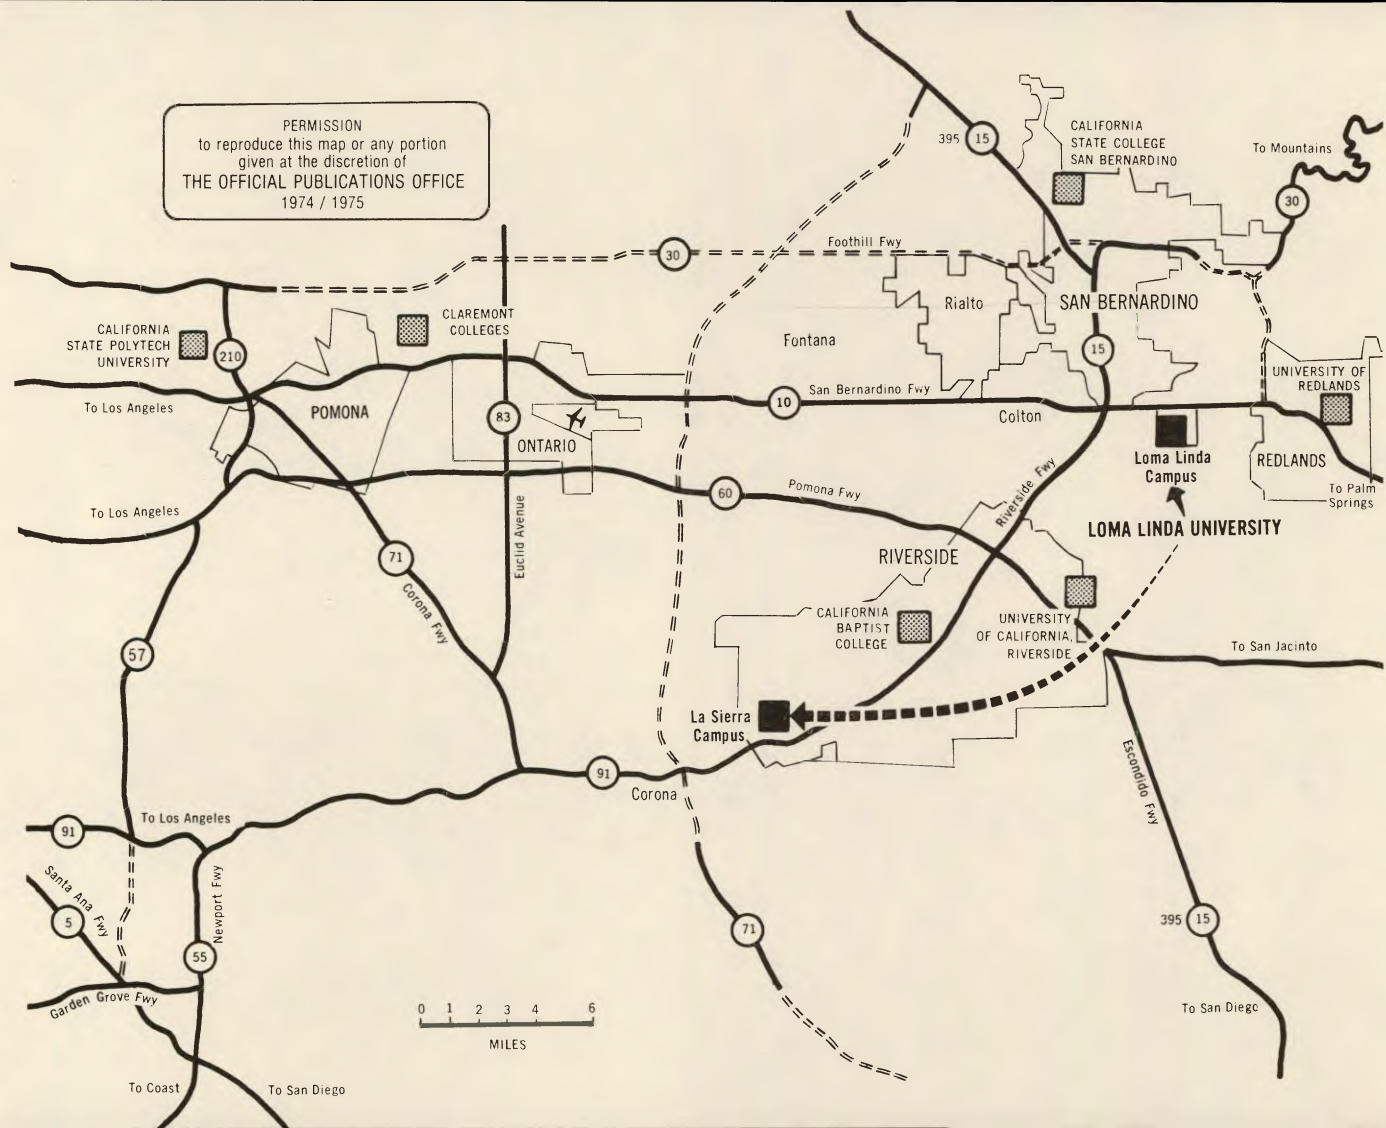 PERMISSION
to reproduce this map or any portion
given at the discretion of
THE OFFICIAL PUBLICATIONS OFFICE
1974 / 1975
395
15
CALIFORNIA
STATE COLLEGE
SAN BERNARDINO
To Mountains
30
30
Foothill Fwy
Rialto
SAN BERNARDINO
CALIFORNIA
STATE POLYTECH
UNIVERSITY
210
CLAREMONT
COLLEGES
Fontana
15
UNIVERSITY OF
REDLANDS
To Los Angeles
POMONA
83
ONTARIO
10
San Bernardino Fwy
Colton
Loma Linda
Campus
REDLANDS
To Palm
Springs
To Los Angeles
60
Pomona Fwy
Riverside Fwy
LOMA LINDA UNIVERSITY
Euclid Avenue
71
Corona Fwy
RIVERSIDE
CALIFORNIA
BAPTIST
COLLEGE
UNIVERSITY
OF CALIFORNIA,
RIVERSIDE
57
To San Jacinto
La Sierra
Campus
91
Corona
Escondido Fwy
91
To Los Angeles
Santa Ana Fwy
5
Newport Fwy
55
71
395
15
Garden Grove Fwy
0 1 2 3 4 6
MILES
To San Diego
To Coast
To San Diego